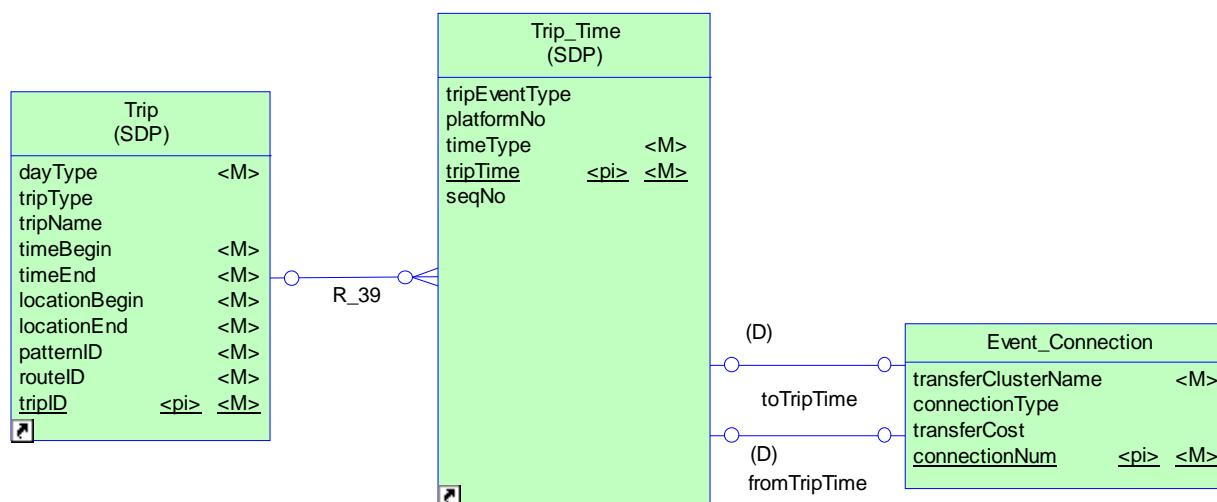 Trip
(SDP)
dayType <M>
tripType
tripName
timeBegin <M>
timeEnd <M>
locationBegin <M>
locationEnd <M>
patternID <M>
routeID <M>
tripID <pi> <M>
R_39
Trip_Time
(SDP)
tripEventType
platformNo
timeType <M>
tripTime <pi> <M>
seqNo
(D)
toTripTime
(D)
fromTripTime
Event_Connection
transferClusterName <M>
connectionType
transferCost
connectionNum <pi> <M>